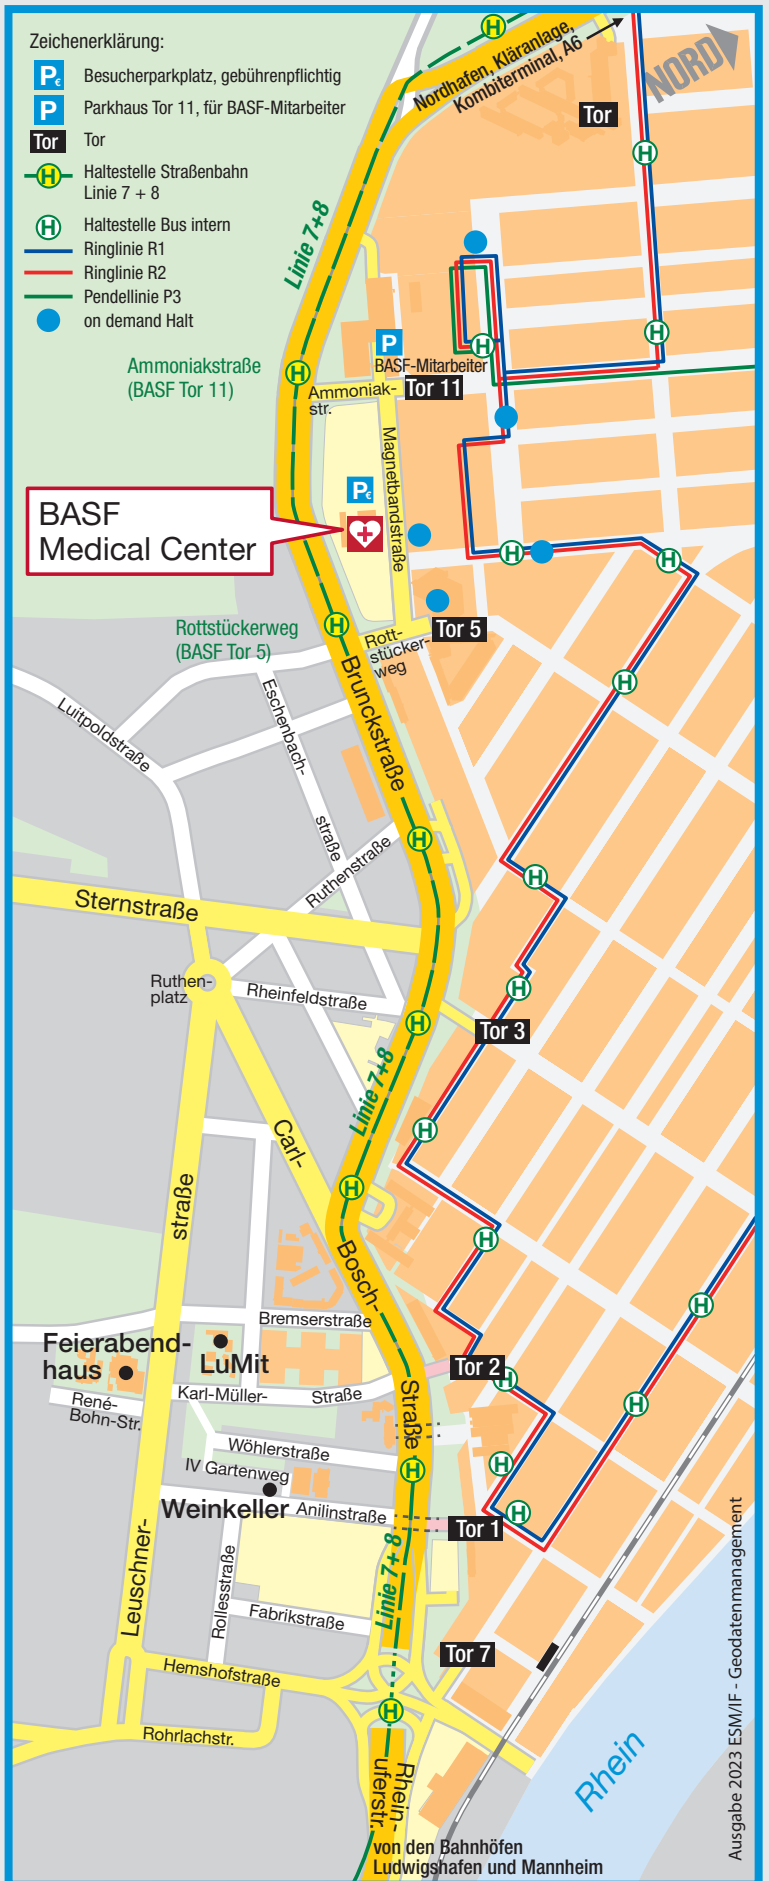 Zeichenerklärung:
P€ Besucherparkplatz, gebührenpflichtig
P Parkhaus Tor 11, für BASF-Mitarbeiter
Tor Tor
H Haltestelle Straßenbahn
Linie 7 + 8
H Haltestelle Bus intern
Ringlinie R1
Ringlinie R2
Pendellinie P3
on demand Halt
H
Nordhafen, Kläranlage,
Kombiterminal, A6
NORD
Tor
H
Linie 7+8
H
H
P
BASF-Mitarbeiter
Ammoniakstraße
(BASF Tor 11)
H
Ammoniak-
str.
Tor 11
Magnetbandstraße
P€
BASF
Medical Center
H
H
Rottstückerweg
(BASF Tor 5)
H
Rott-
stücker-
weg
Tor 5
Brunckstraße
H
Luitpoldstraße
Eschenbach-
straße
Ruthenstraße
H
H
Sternstraße
Ruthen-
platz
Rheinfeldstraße
H
H
Tor 3
Linie 7+8
H
Carl-
straße
H
H
Bosch-
H
Bremserstraße
Feierabend-
haus
LuMit
Tor 2
H
Karl-Müller-
Straße
Straße
René-
Bohn-Str.
H
Wöhlerstraße
H
H
IV Gartenweg
Weinkeller
Anilinstraße
H
Tor 1
Leuschner-
Rollesstraße
Linie 7+ 8
Fabrikstraße
Tor 7
Hemshofstraße
H
Rohrlachstr.
Rhein-
uferstr.
Rhein
von den Bahnhöfen
Ludwigshafen und Mannheim
Ausgabe 2023 ESM/IF - Geodatenmanagement